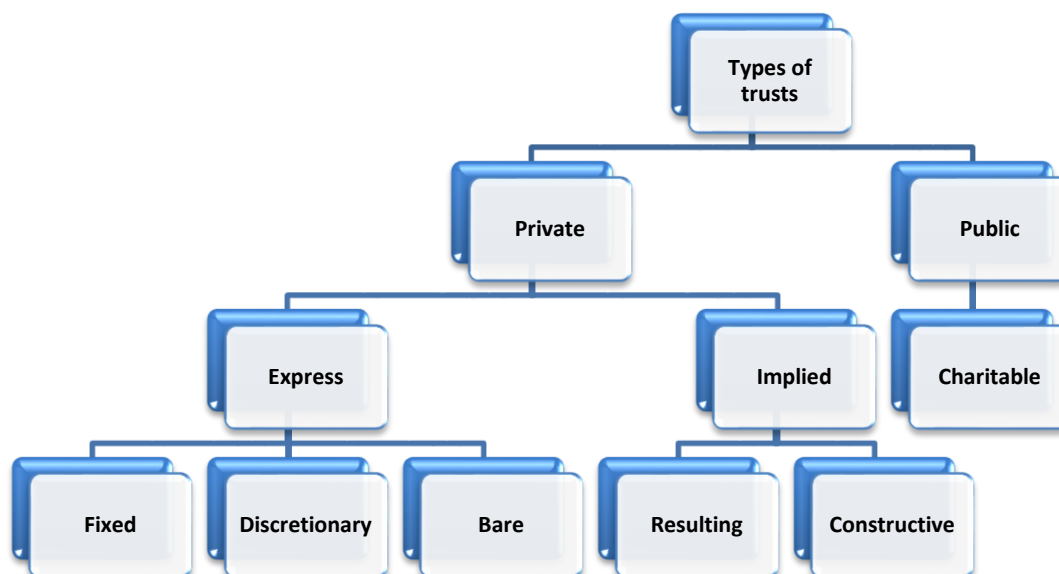 Types of
trusts
Private
Public
Express
Implied
Charitable
Fixed
Discretionary
Bare
Resulting
Constructive